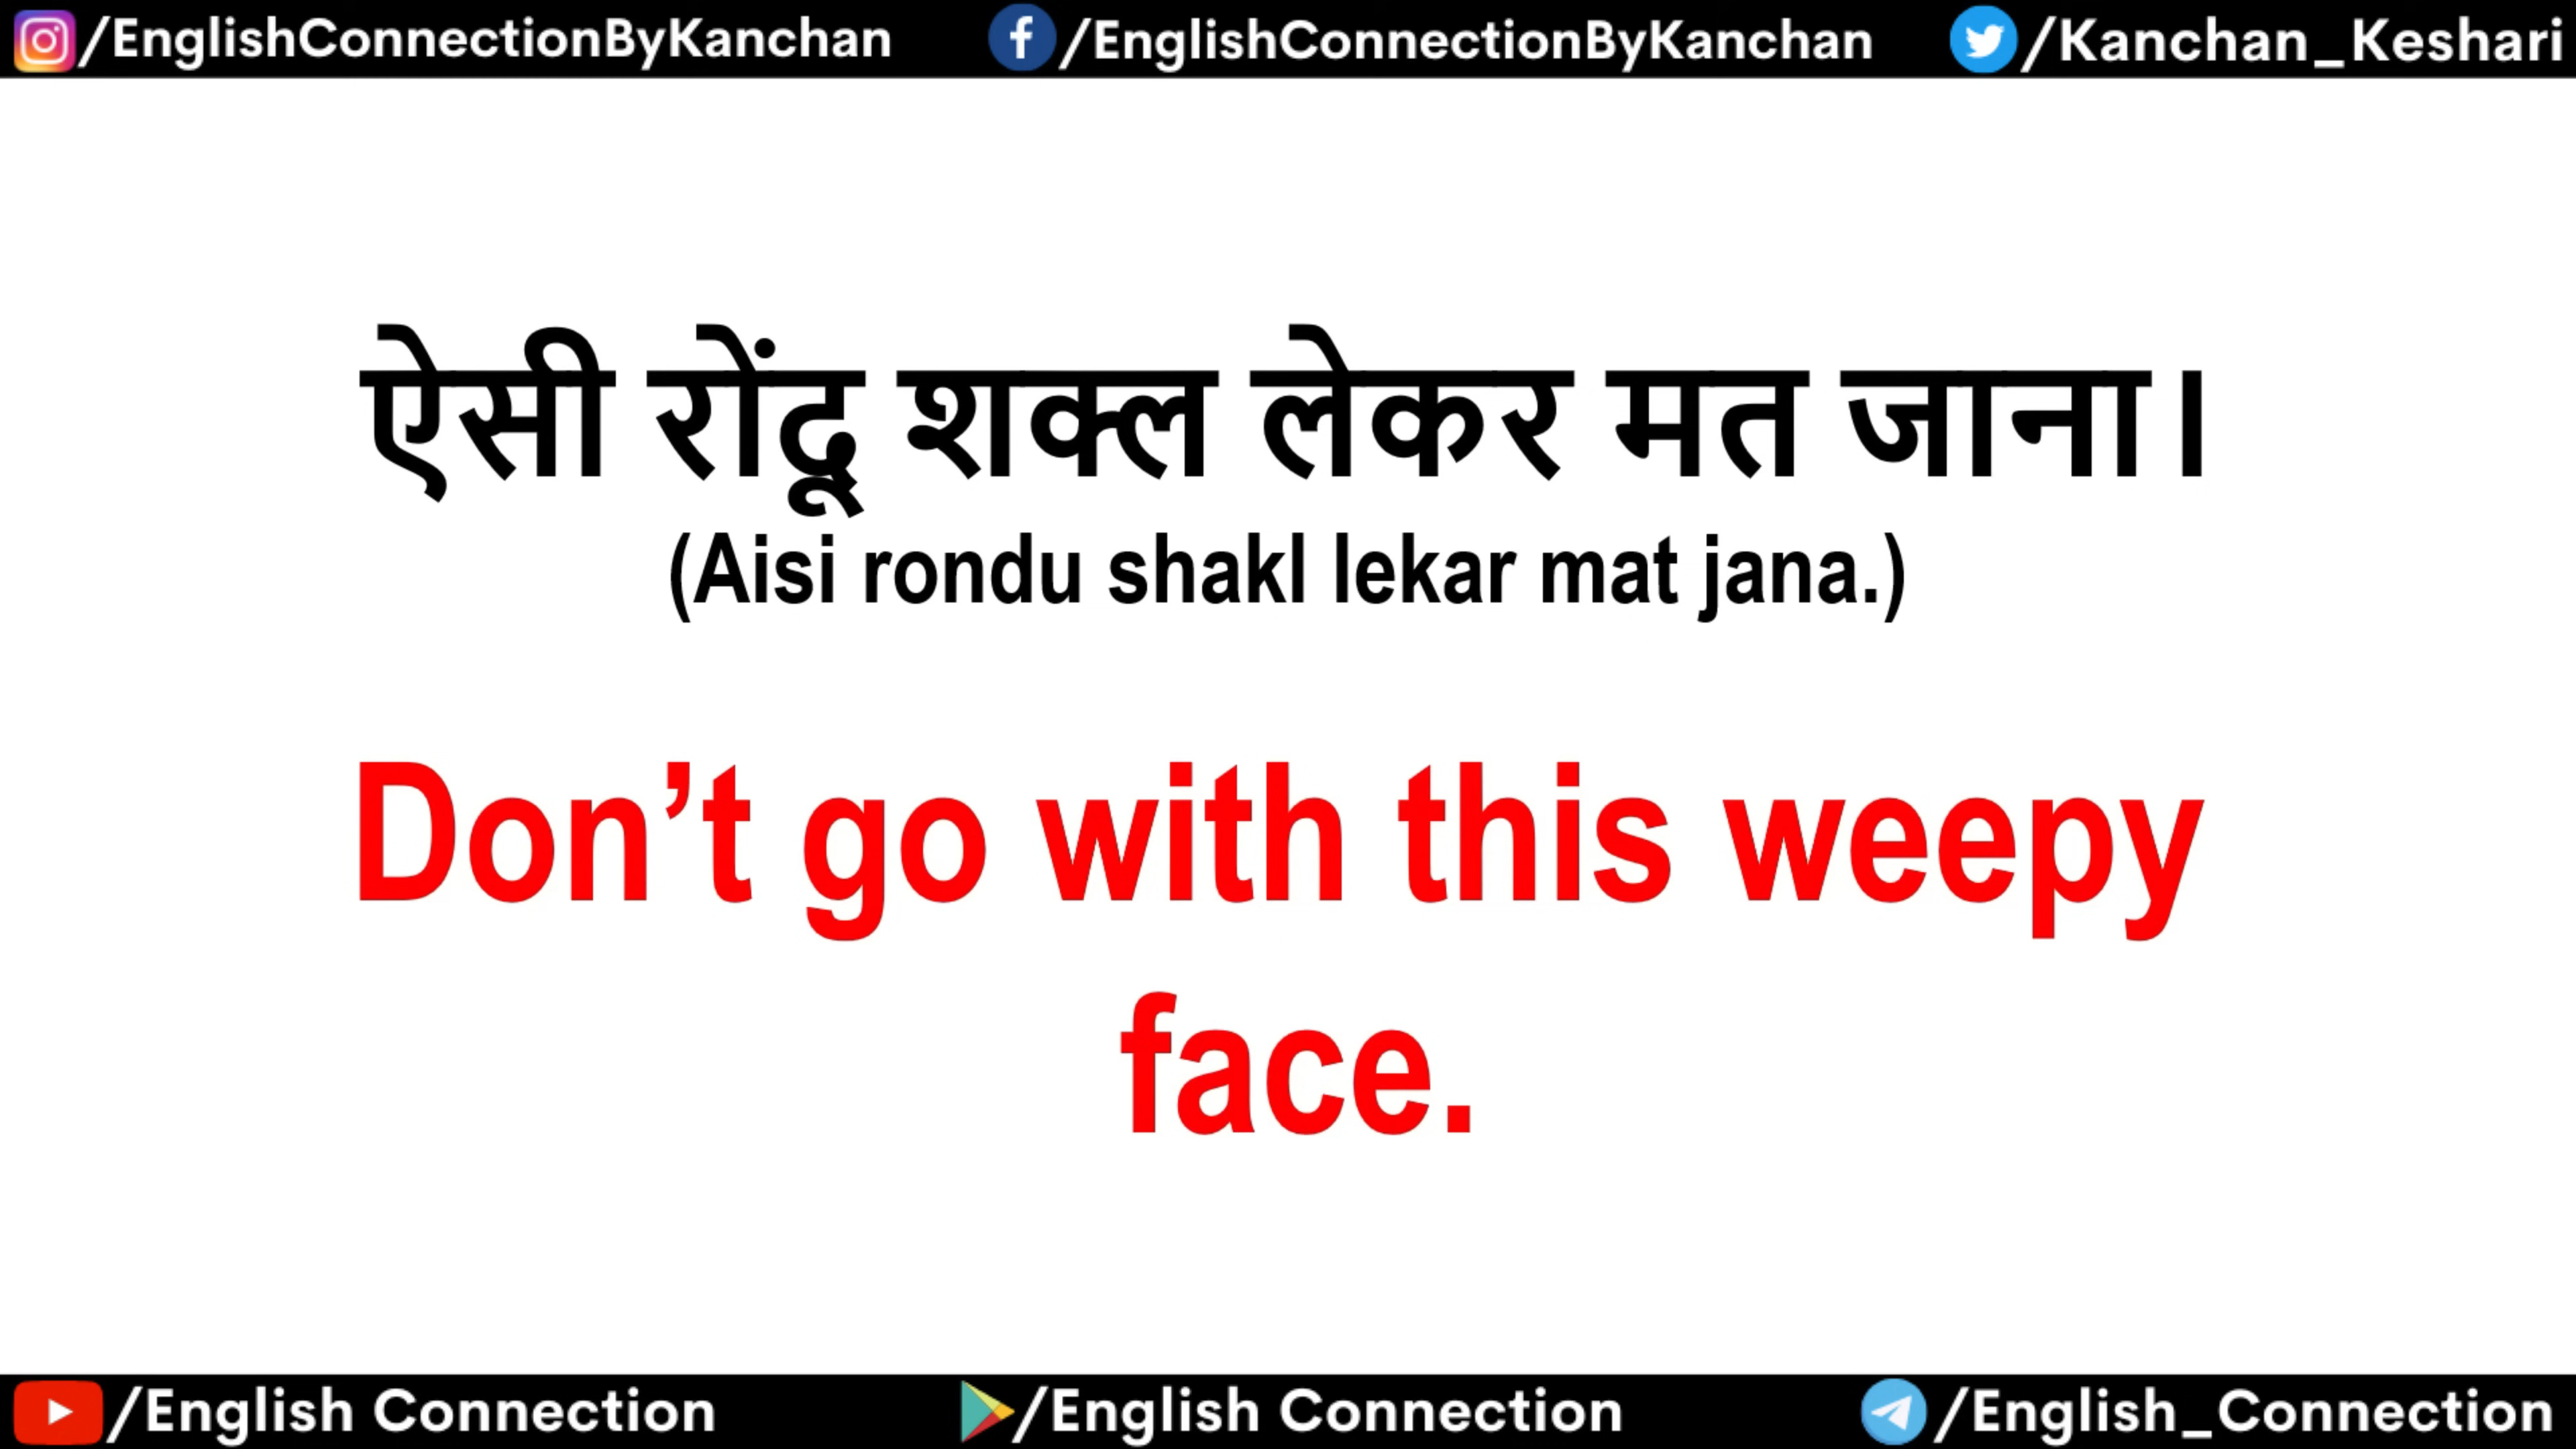 /EnglishConnectionByKanchan /EnglishConnectionByKanchan /Kanchan_Keshari
ऐसी रोंदू शक्ल लेकर मत जाना।
(Aisi rondu shakl lekar mat jana.)
Don’t go with this weepy
face.
/English Connection /English Connection /English_Connection